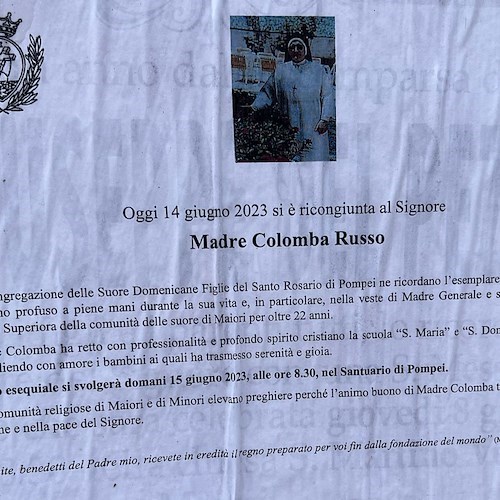 Oggi 14 giugno 2023 si è ricongiunta al Signore
Madre Colomba Russo
ngregazione delle Suore Domenicane Figlie del Santo Rosario di Pompei ne ricordano l'esemplare
no profuso a piene mani durante la sua vita e, in particolare, nella veste di Madre Generale e s
Superiora della comunità delle suore di Maiori per oltre 22 anni.
Colomba ha retto con professionalità e profondo spirito cristiano la scuola "S. Maria" e "S. Dom
liendo con amore i bambini ai quali ha trasmesso serenità e gioia.
o esequiale si svolgerà domani 15 giugno 2023, alle ore 8.30, nel Santuario di Pompei.
omunità religiose di Maiori e di Minori elevano preghiere perché l'animo buono di Madre Colomba t
ne e nella pace del Signore.
ite, benedetti del Padre mio, ricevete in eredità il regno preparato per voi fin dalla fondazione del mondo"